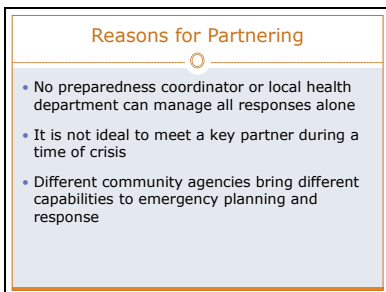 Reasons for Partnering
• No preparedness coordinator or local health
department can manage all responses alone
• It is not ideal to meet a key partner during a
time of crisis
• Different community agencies bring different
capabilities to emergency planning and
response